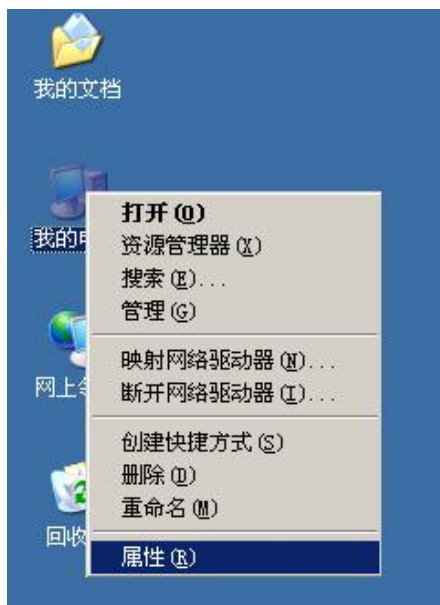 我的文档
我的
打开(O)
资源管理器(X)
搜索(E)...
管理(G)
映射网络驱动器(N)...
断开网络驱动器(I)...
网上
创建快捷方式(S)
删除(D)
重命名(M)
回收
属性(R)